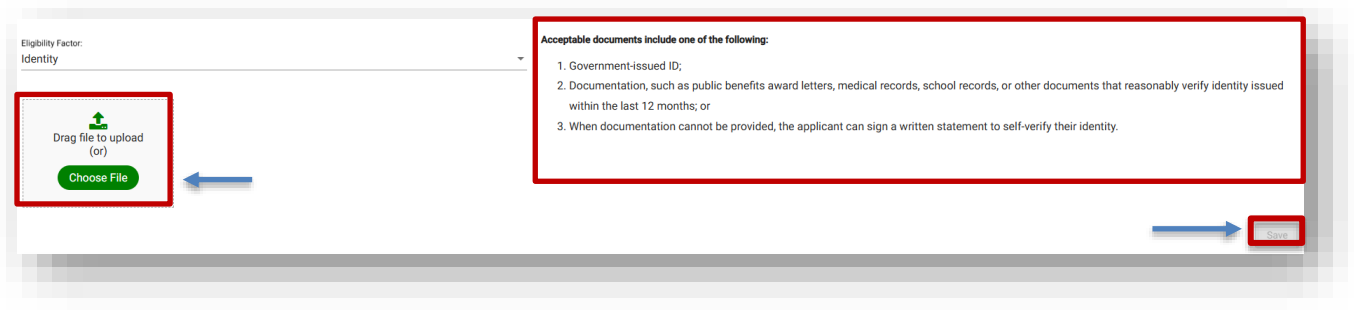 Eligibility Factor:
Identity
Drag file to upload
(or)
Choose File
Acceptable documents include one of the following:
1. Government-issued ID;
2. Documentation, such as public benefits award letters, medical records, school records, or other documents that reasonably verify identity issued
within the last 12 months; or
3. When documentation cannot be provided, the applicant can sign a written statement to self-verify their identity.
Save